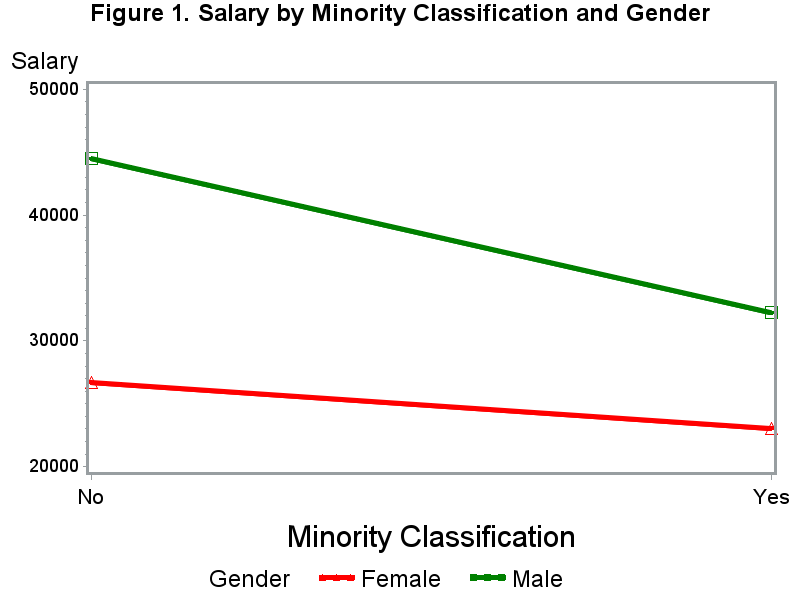 Figure 1. Salary by Minority Classification and Gender
Salary
50000
40000
30000
20000
No Yes
Minority Classification
Gender Female Male